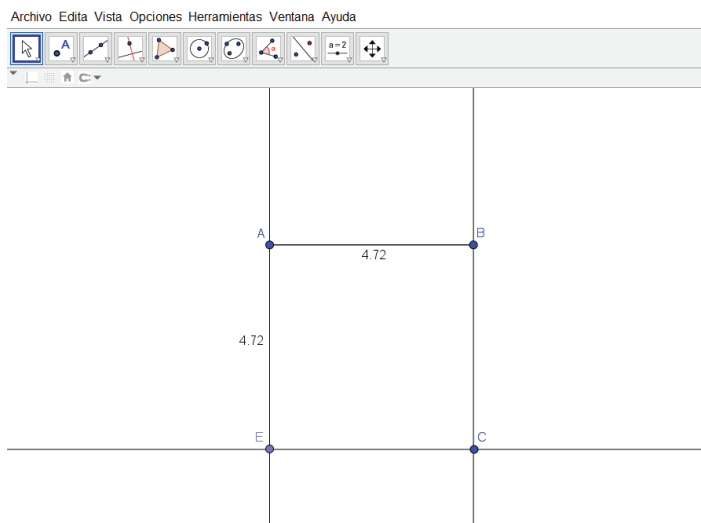 Archivo Edita Vista Opciones Herramientas Ventana Ayuda
A
a=2
A
B
4.72
4.72
E
C